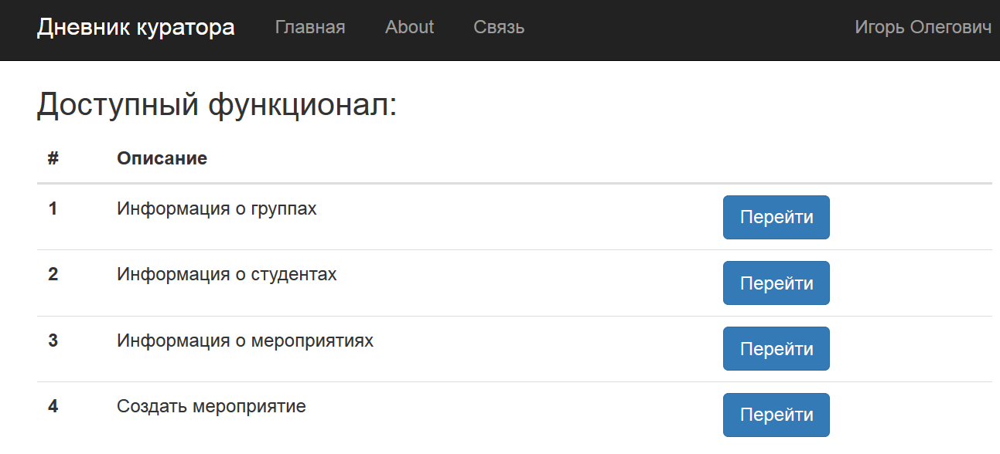 Дневник куратора Главная About Связь Игорь Олегович
Доступный функционал:
# Описание
1 Информация о группах Перейти
2 Информация о студентах Перейти
3 Информация о мероприятиях Перейти
4 Создать мероприятие Перейти